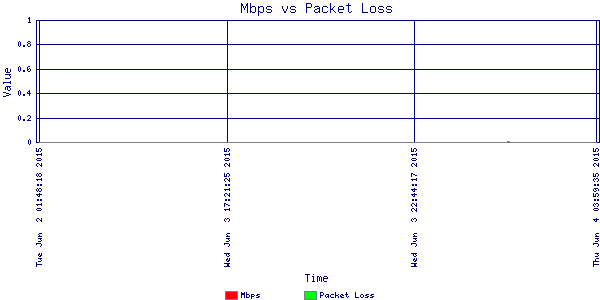 Mbps vs Packet Loss
1
0.8
0.6
0.4
0.2
0
Value
Tue Jun  2 01:48:18 2015
Wed Jun  3 17:21:25 2015
Wed Jun  3 22:44:17 2015
Thu Jun  4 03:59:35 2015
Time
Mbps
Packet Loss